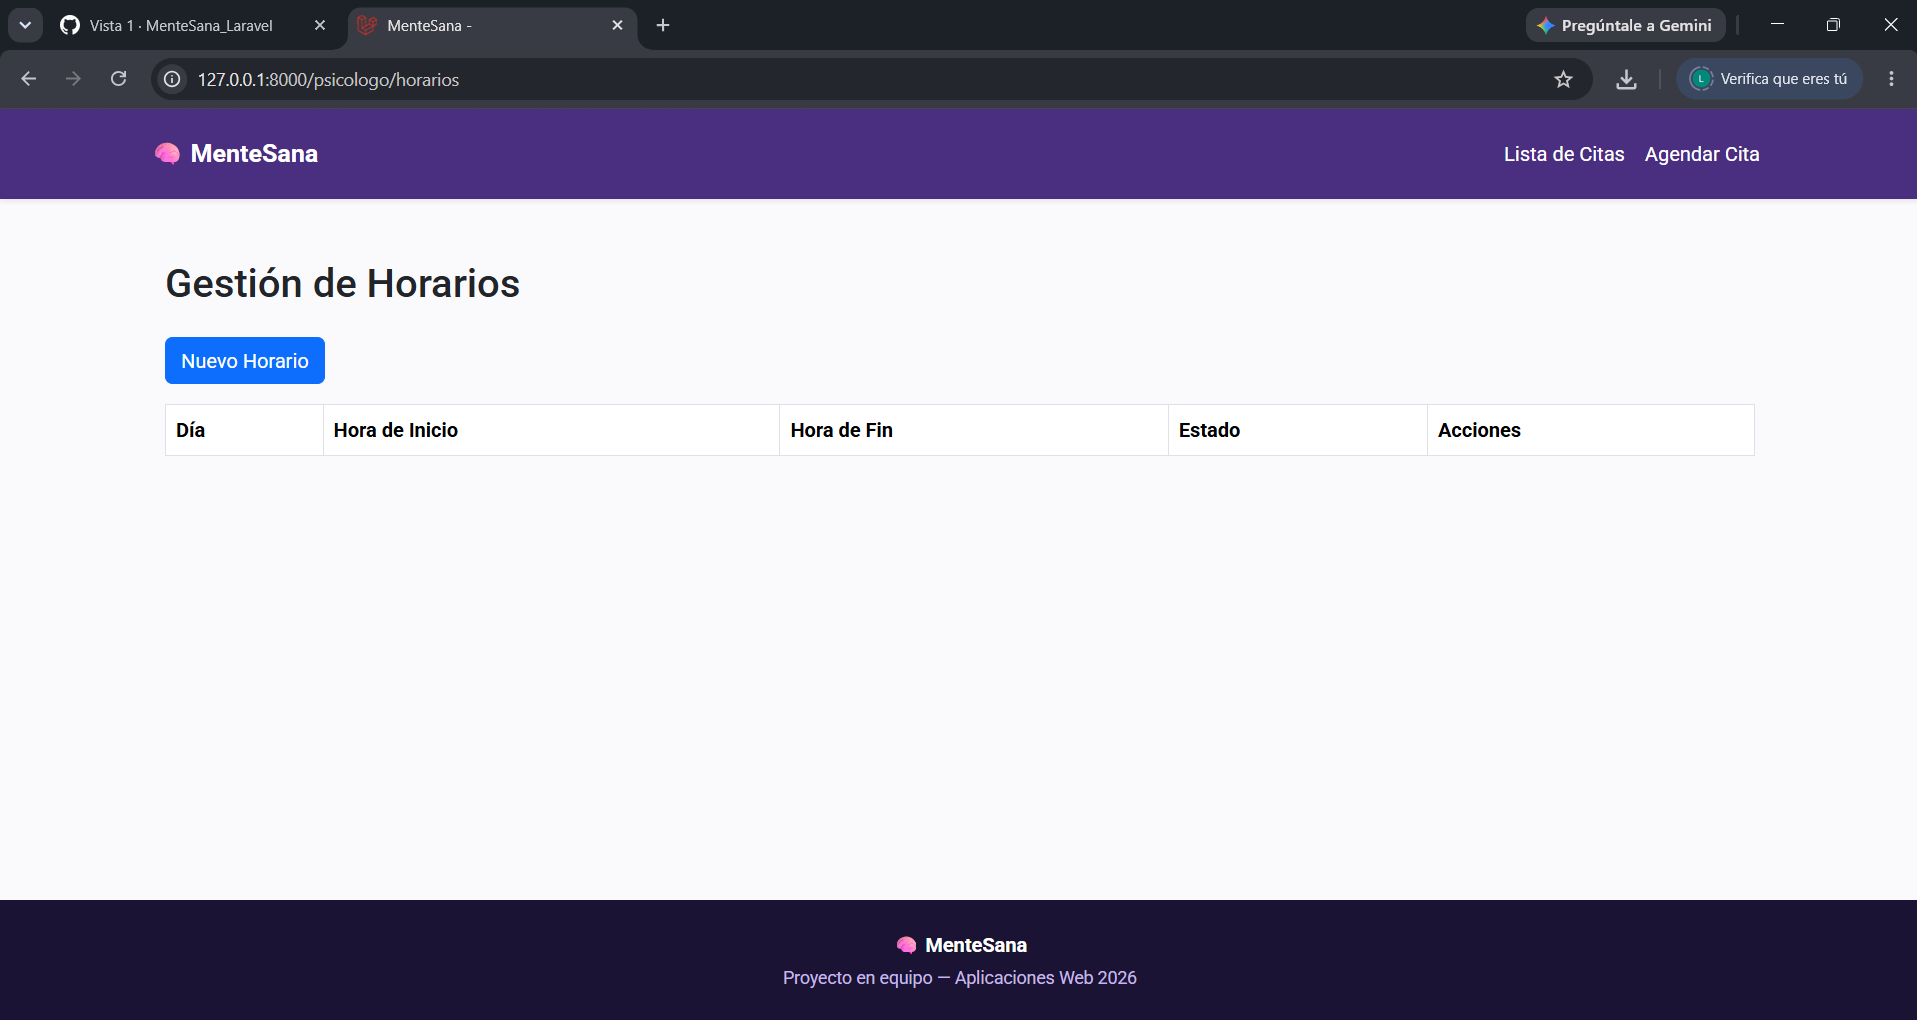 Vista 1 · MenteSana_Laravel
MenteSana -
Pregúntale a Gemini
127.0.0.1:8000/psicologo/horarios
L
Verifica que eres tú
MenteSana
Lista de Citas
Agendar Cita
Gestión de Horarios
Nuevo Horario
Día
Hora de Inicio
Hora de Fin
Estado
Acciones
MenteSana
Proyecto en equipo — Aplicaciones Web 2026